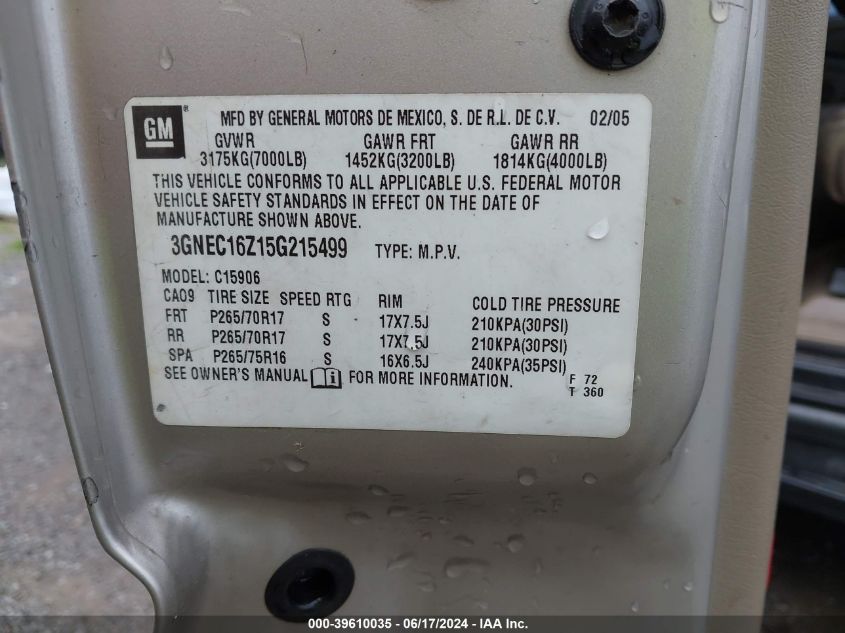 GM ® MFD BY GENERAL MOTORS DE MEXICO, S. DE R.L. DE C.V. 02/05
GVWR GAWR FRT GAWR RR
3175KG(7000LB) 1452KG(3200LB) 1814KG(4000LB)
THIS VEHICLE CONFORMS TO ALL APPLICABLE U.S. FEDERAL MOTOR
VEHICLE SAFETY STANDARDS IN EFFECT ON THE DATE OF
MANUFACTURE SHOWN ABOVE.
3GNEC16Z15G215499 TYPE: M.P.V.
MODEL: C15906
CA09 TIRE SIZE SPEED RTG RIM COLD TIRE PRESSURE
FRT P265/70R17 S 17X7.5J 210KPA(30PSI)
RR P265/70R17 S 17X7.5J 210KPA(30PSI)
SPA P265/75R16 S 16X6.5J 240KPA(35PSI)
SEE OWNER'S MANUAL i FOR MORE INFORMATION. F 72
T 360
000-39610035 - 06/17/2024 - IAA Inc.